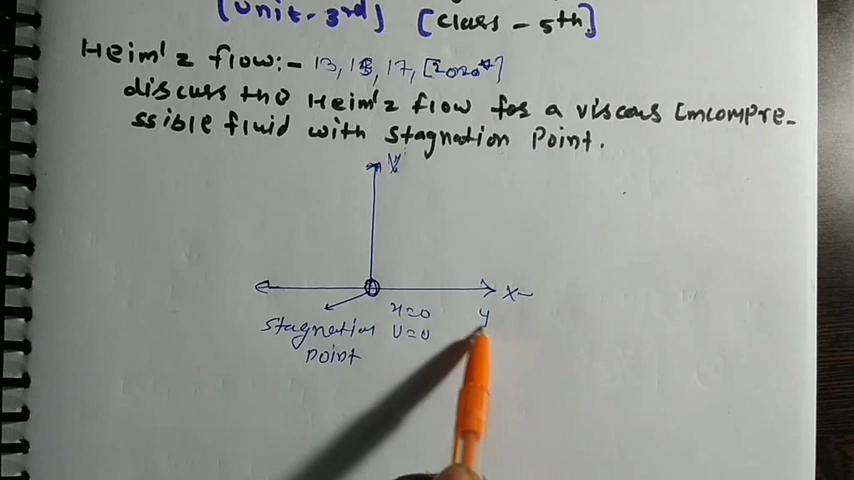 [Unit-3rd] [Class-5th]
Heim'z flow:- 13, 15, 17, [2020*]
discuss the Heim'z flow for a viscous Imcompre-
ssible fluid with stagnation Point.
Y
X
x=0 y
Stagnation U=0
Point